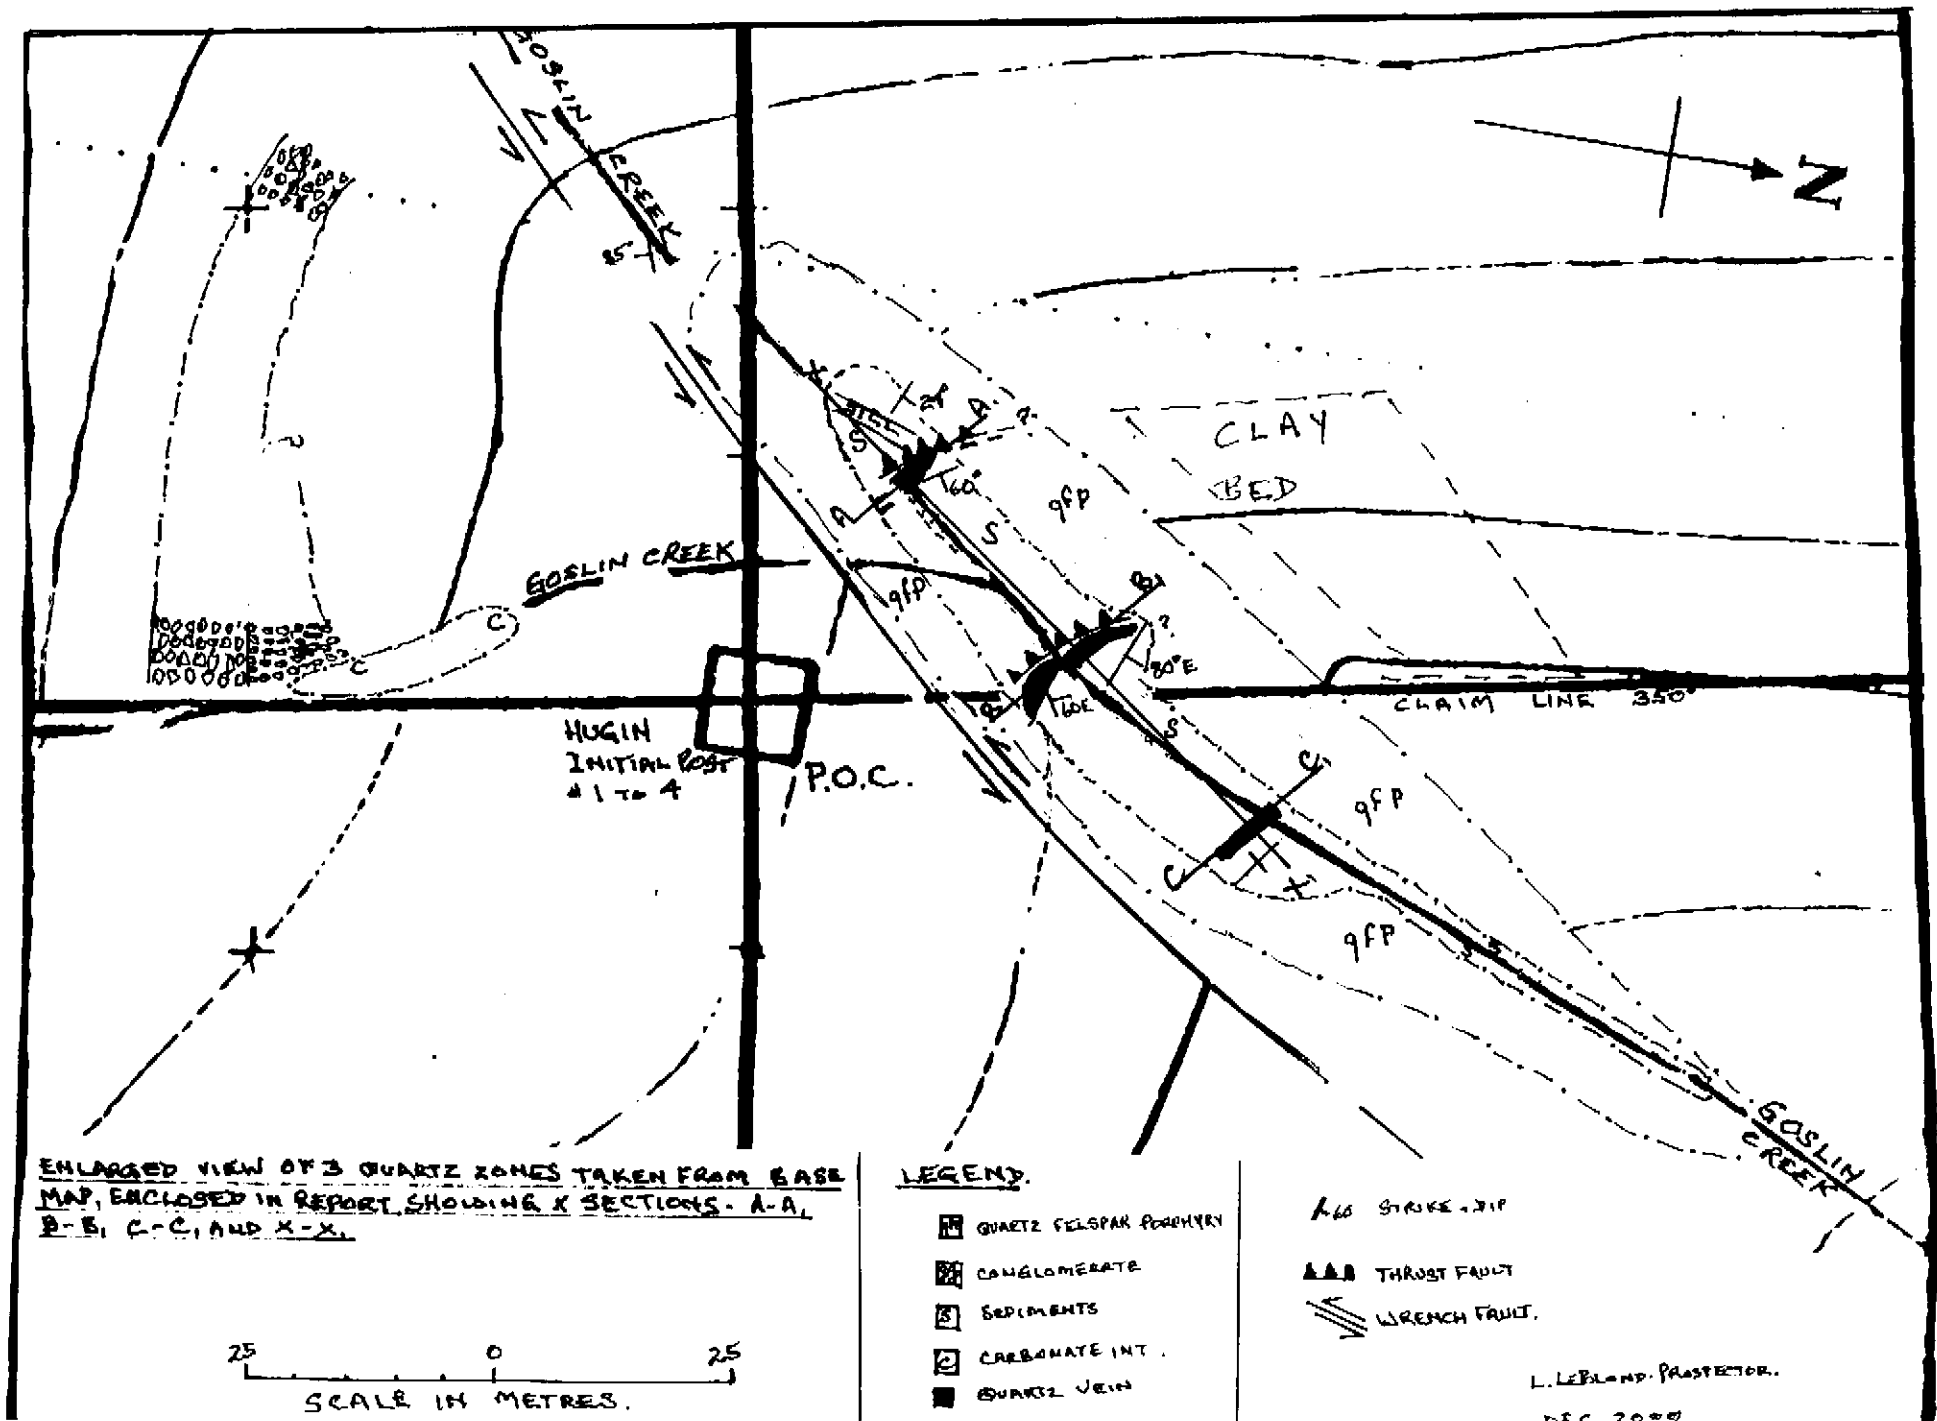 GOSLIN
CREEK
N
85
CLAY
BED
A
?
S
60°
qfp
A
S
?
GOSLIN CREEK
qfp
B
?
80°E
C
C
B
60E
CLAIM LINE 350°
S
HUGIN
INITIAL POST
#1 TO 4
P.O.C.
C
qfp
C
qfp
GOSLIN
CREEK
ENLARGED VIEW OF 3 QUARTZ ZONES TAKEN FROM BASE
MAP, ENCLOSED IN REPORT SHOWING X SECTIONS - A-A,
B-B, C-C, AND X-X.
25 0 25
SCALE IN METRES.
LEGEND.
QUARTZ FELSPAR PORPHYRY
CONGLOMERATE
S SEDIMENTS
C CARBONATE INT.
QUARTZ VEIN
60 STRIKE + DIP
THRUST FAULT
WRENCH FAULT.
L. LEBLOND. PROSPECTOR.